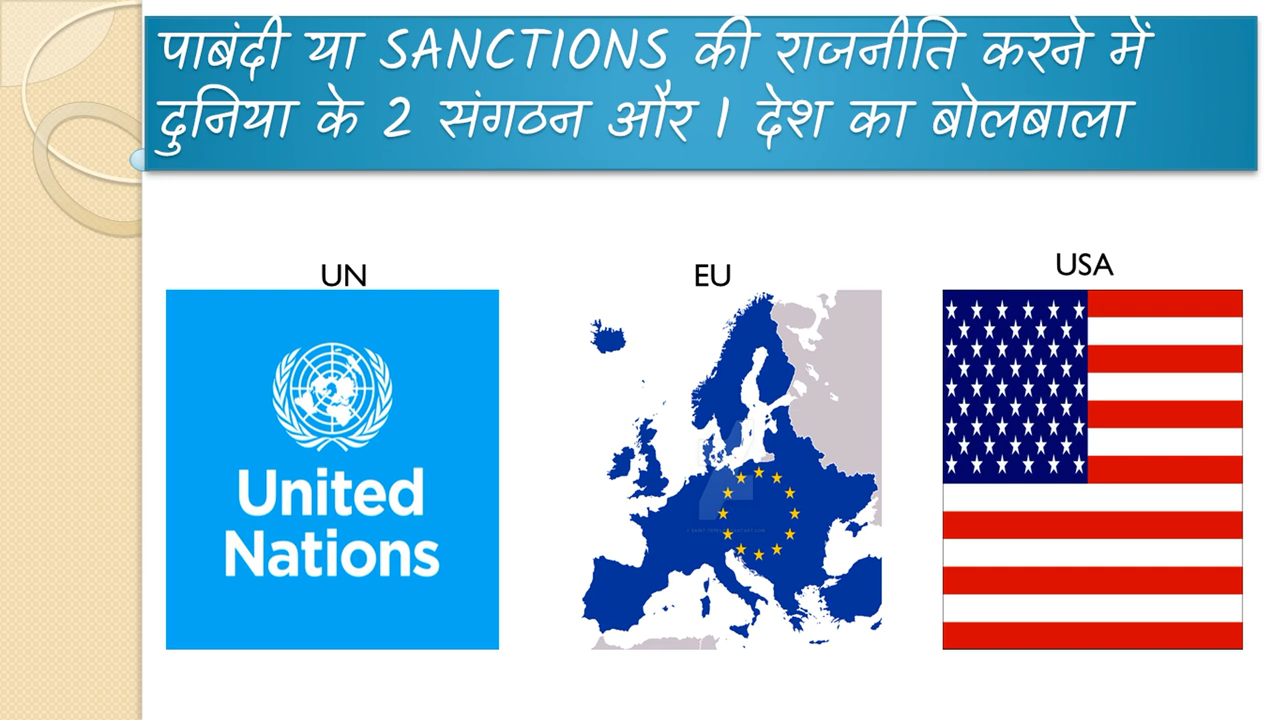 पाबंदी या SANCTIONS की राजनीति करने में
दुनिया के 2 संगठन और 1 देश का बोलबाला
UN
EU
USA
United
Nations